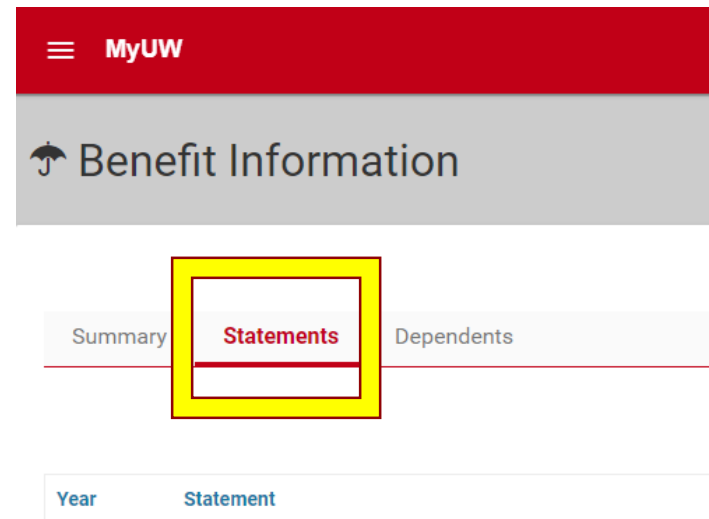 MyUW
Benefit Information
Summary Statements Dependents
Year Statement